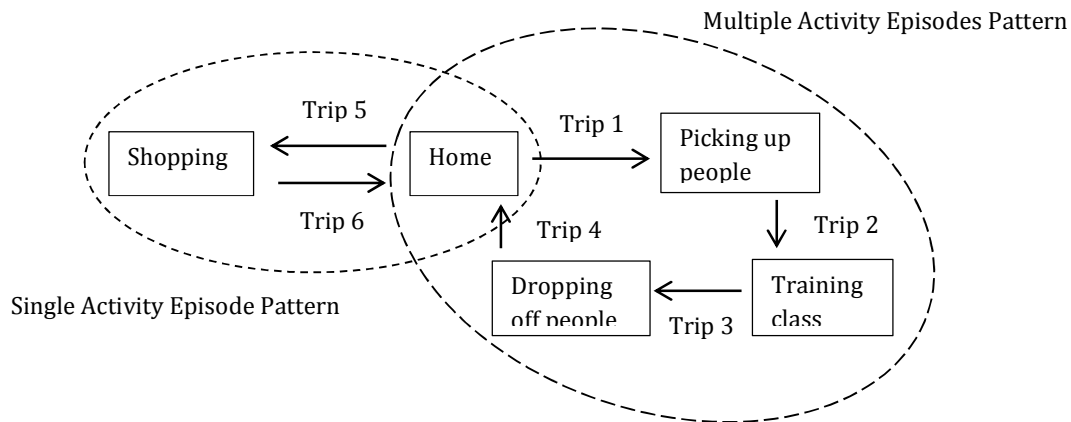 Multiple Activity Episodes Pattern
Trip 5
Trip 1
Shopping
Home
Picking up
people
Trip 6
Trip 2
Trip 4
Dropping
off people
Training
class
Single Activity Episode Pattern
Trip 3